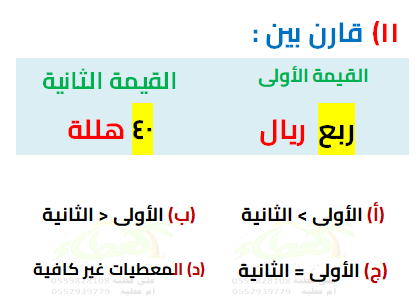 ١١) قارن بين :
القيمة الأولى القيمة الثانية
ربع ريال ٤٠ هللة
(أ) الأولى > الثانية (ب) الأولى < الثانية
(ج) الأولى = الثانية (د) المعطيات غير كافية